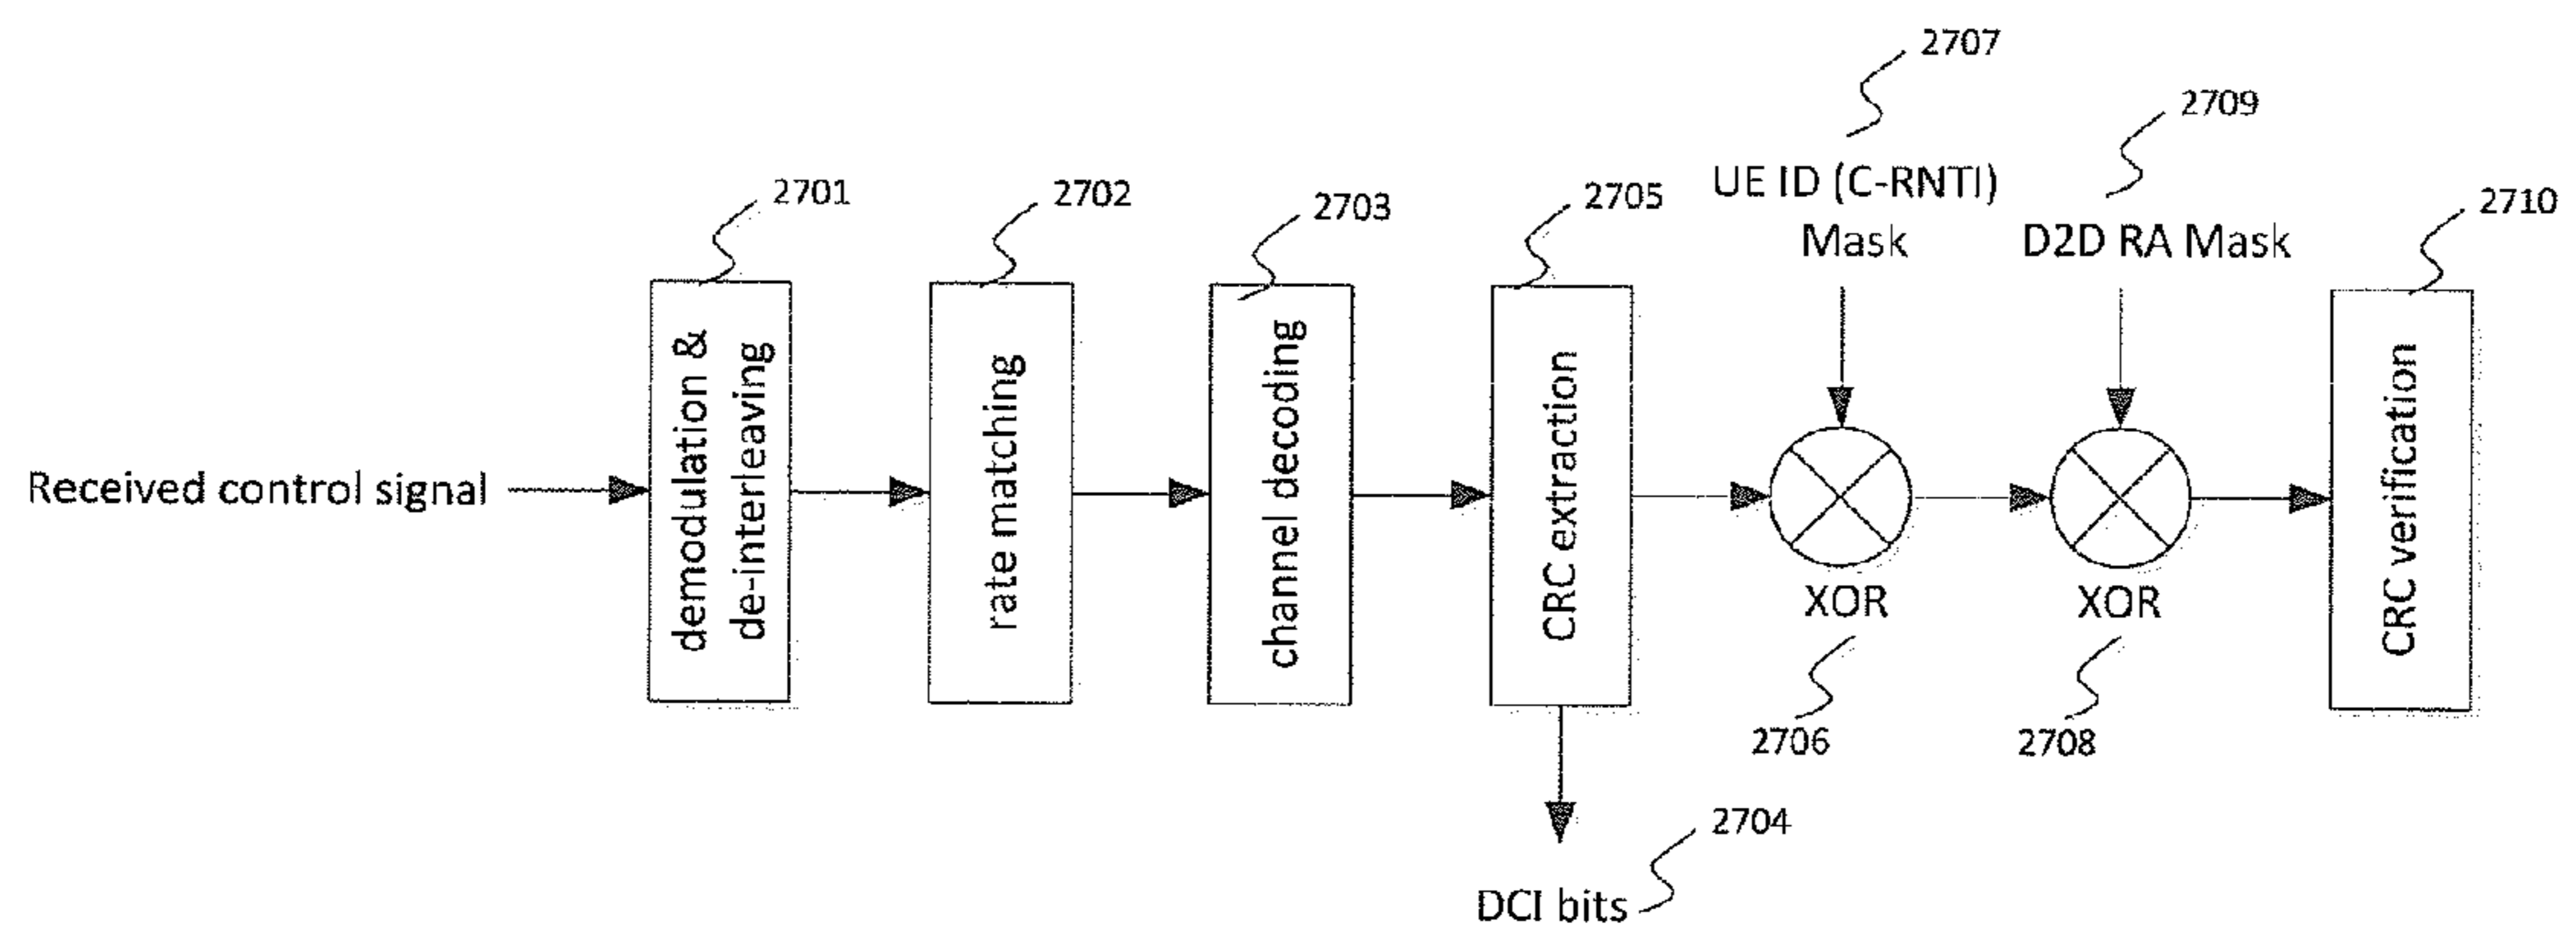 2707
2709
UE ID (C-RNTI)
Mask
2701
2702
2703
2705
D2D RA Mask
2710
Received control signal
demodulation &
de-interleaving
rate matching
channel decoding
CRC extraction
XOR
XOR
CRC verification
2706
2708
2704
DCI bits